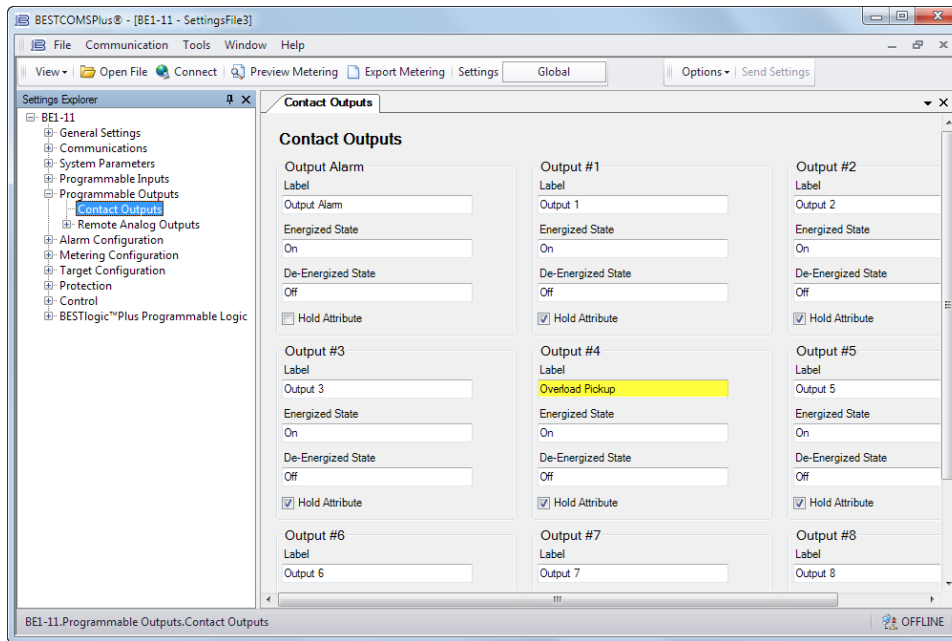 BESTCOMSPlus® - [BE1-11 - SettingsFile3]
File Communication Tools Window Help
View Open File Connect Preview Metering Export Metering Settings Global Options Send Settings
Settings Explorer
BE1-11
General Settings
Communications
System Parameters
Programmable Inputs
Programmable Outputs
Contact Outputs
Remote Analog Outputs
Alarm Configuration
Metering Configuration
Target Configuration
Protection
Control
BESTlogic™Plus Programmable Logic
Contact Outputs
Contact Outputs
Output Alarm
Label
Output Alarm
Energized State
On
De-Energized State
Off
Hold Attribute
Output #1
Label
Output 1
Energized State
On
De-Energized State
Off
Hold Attribute
Output #2
Label
Output 2
Energized State
On
De-Energized State
Off
Hold Attribute
Output #3
Label
Output 3
Energized State
On
De-Energized State
Off
Hold Attribute
Output #4
Label
Overload Pickup
Energized State
On
De-Energized State
Off
Hold Attribute
Output #5
Label
Output 5
Energized State
On
De-Energized State
Off
Hold Attribute
Output #6
Label
Output 6
Output #7
Label
Output 7
Output #8
Label
Output 8
BE1-11.Programmable Outputs.Contact Outputs
OFFLINE